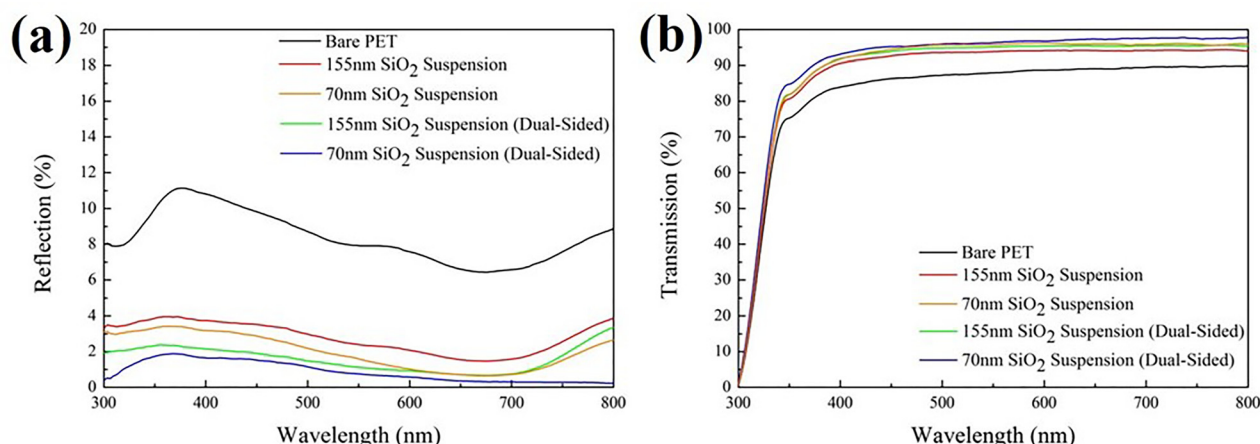 (a)
20
18
16
14
12
10
8
6
4
2
0
Reflection (%)
Bare PET
155nm SiO2 Suspension
70nm SiO2 Suspension
155nm SiO2 Suspension (Dual-Sided)
70nm SiO2 Suspension (Dual-Sided)
300 400 500 600 700 800
Wavelength (nm)
(b)
100
90
80
70
60
50
40
30
20
10
0
Transmission (%)
Bare PET
155nm SiO2 Suspension
70nm SiO2 Suspension
155nm SiO2 Suspension (Dual-Sided)
70nm SiO2 Suspension (Dual-Sided)
300 400 500 600 700 800
Wavelength (nm)